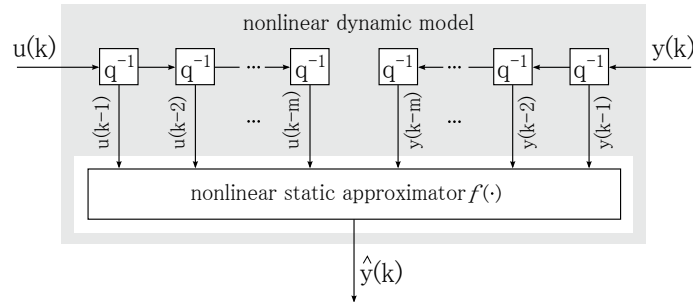 nonlinear dynamic model
u(k) y(k)
q⁻¹ q⁻¹ ... q⁻¹ q⁻¹ ... q⁻¹ q⁻¹
u(k−1) u(k−2) ... u(k−m) y(k−m) ... y(k−2) y(k−1)
nonlinear static approximator f(·)
ŷ(k)